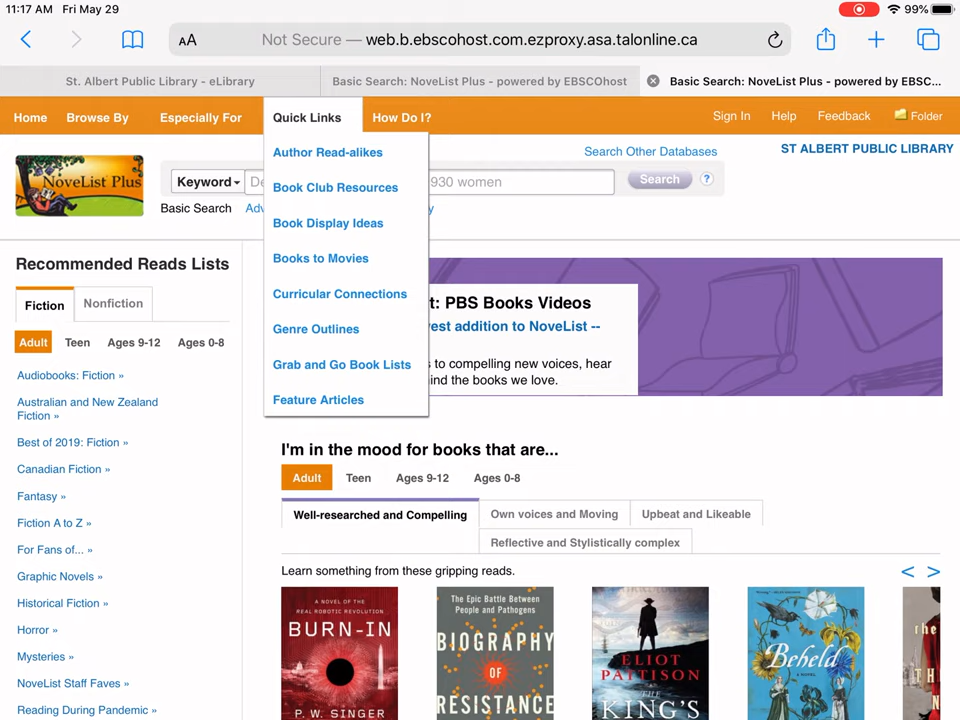 11:17 AM Fri May 29
99%
AA
Not Secure — web.b.ebscohost.com.ezproxy.asa.talonline.ca
St. Albert Public Library - eLibrary
Basic Search: NoveList Plus - powered by EBSCOhost
Basic Search: NoveList Plus - powered by EBSC...
Home
Browse By
Especially For
Quick Links
How Do I?
Sign In
Help
Feedback
Folder
Author Read-alikes
Book Club Resources
Book Display Ideas
Books to Movies
Curricular Connections
Genre Outlines
Grab and Go Book Lists
Feature Articles
Search Other Databases
ST ALBERT PUBLIC LIBRARY
NoveList Plus
Keyword
930 women
Search
?
Basic Search
Recommended Reads Lists
Fiction
Nonfiction
Adult
Teen
Ages 9-12
Ages 0-8
Audiobooks: Fiction »
Australian and New Zealand
Fiction »
Best of 2019: Fiction »
Canadian Fiction »
Fantasy »
Fiction A to Z »
For Fans of... »
Graphic Novels »
Historical Fiction »
Horror »
Mysteries »
NoveList Staff Faves »
Reading During Pandemic »
t: PBS Books Videos
vest addition to NoveList --
s to compelling new voices, hear
ind the books we love.
I'm in the mood for books that are...
Adult
Teen
Ages 9-12
Ages 0-8
Well-researched and Compelling
Own voices and Moving
Upbeat and Likeable
Reflective and Stylistically complex
Learn something from these gripping reads.
< >
A NOVEL OF THE
REAL ROBOTIC REVOLUTION
BURN-IN
P. W. SINGER
The Epic Battle Between
People and Pathogens
BIOGRAPHY
OF
RESISTANCE
ELIOT
PATTISON
THE
KING'S
Beheld
A NOVEL
the